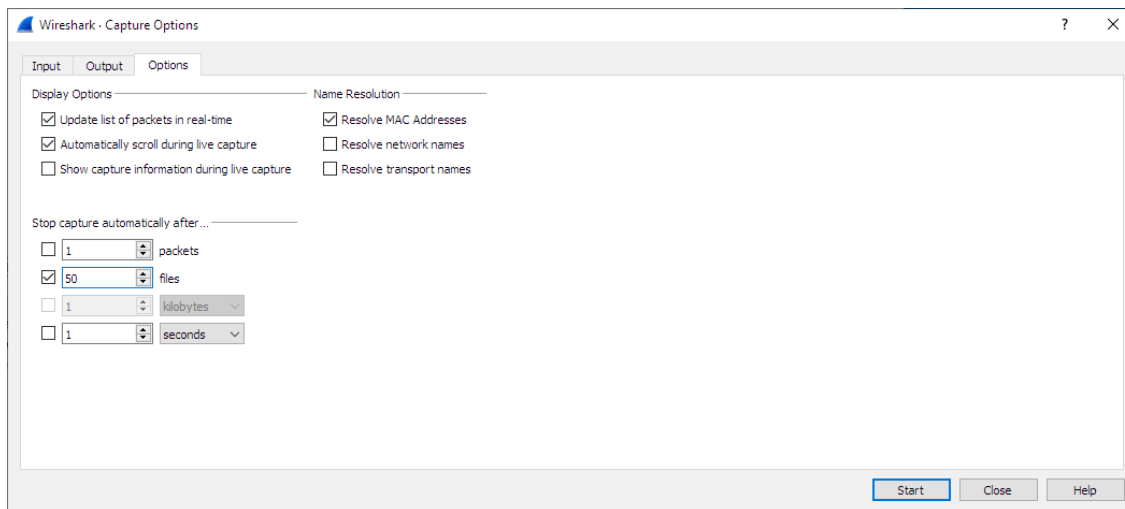 Wireshark · Capture Options
? 
Input Output Options
Display Options Name Resolution
Update list of packets in real-time Resolve MAC Addresses
Automatically scroll during live capture Resolve network names
Show capture information during live capture Resolve transport names
Stop capture automatically after...
1 packets
50 files
1 kilobytes
1 seconds
Start Close Help